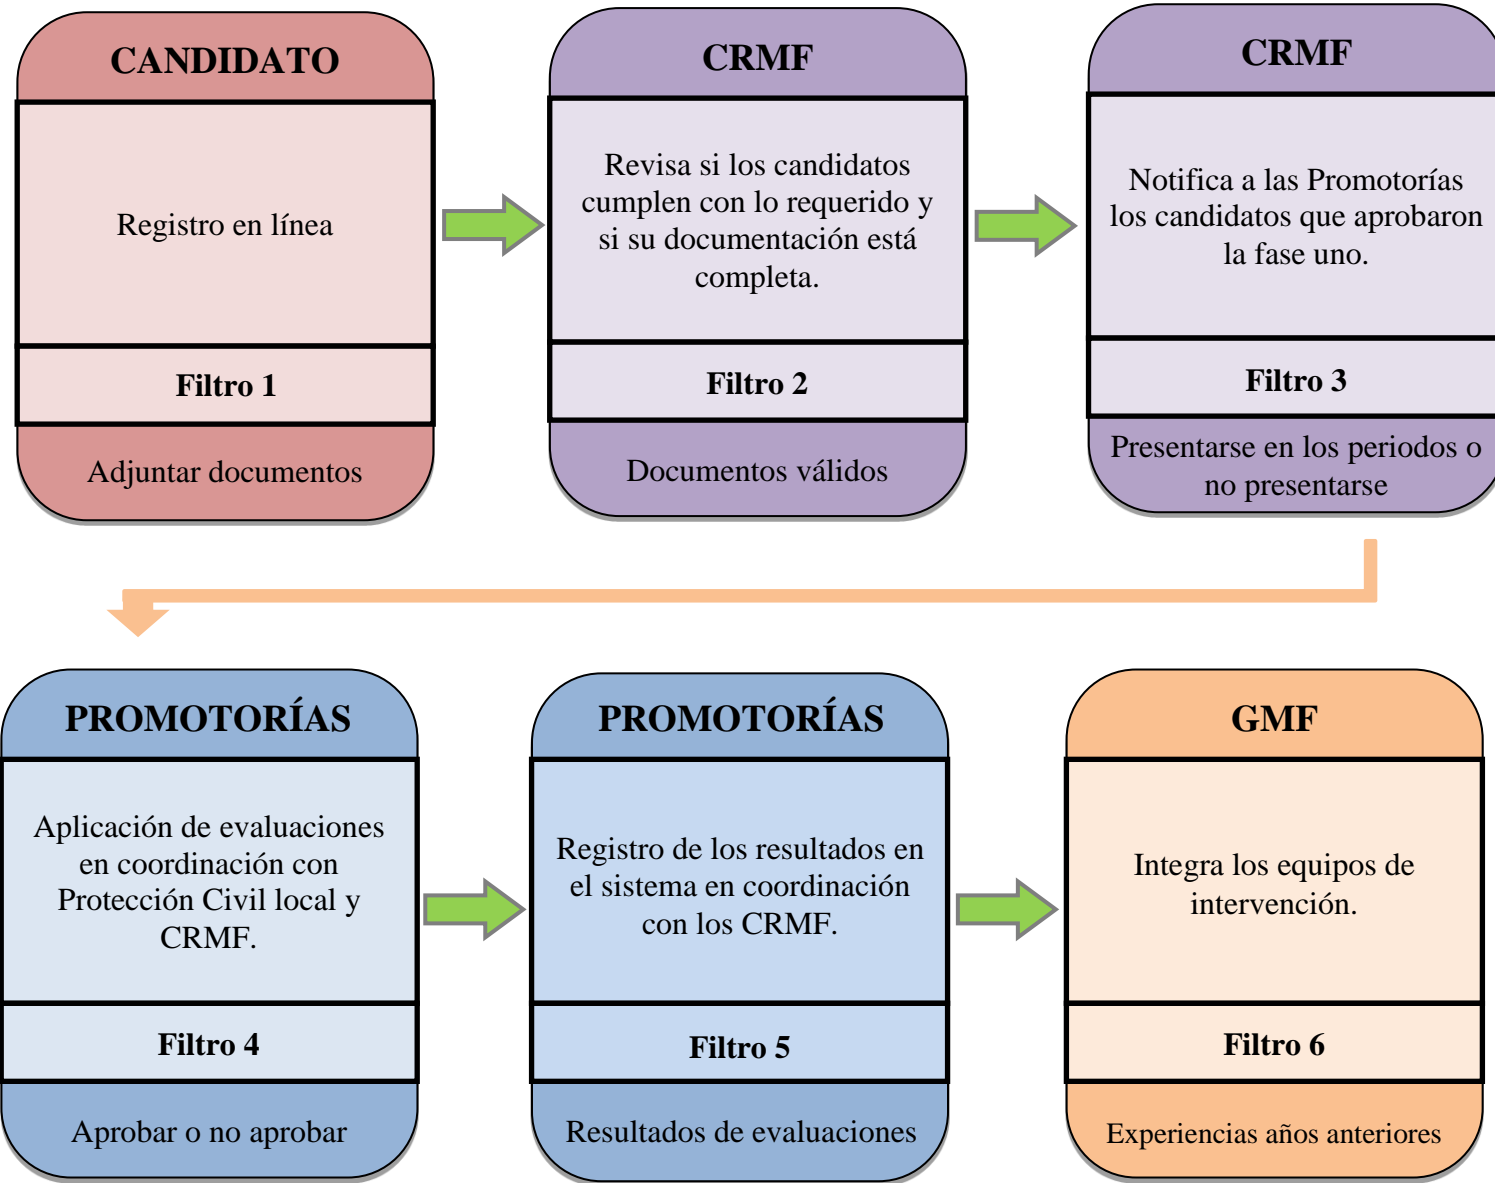 CANDIDATO
Registro en línea
Filtro 1
Adjuntar documentos
CRMF
Revisa si los candidatos
cumplen con lo requerido y
si su documentación está
completa.
Filtro 2
Documentos válidos
CRMF
Notifica a las Promotorías
los candidatos que aprobaron
la fase uno.
Filtro 3
Presentarse en los periodos o
no presentarse
PROMOTORÍAS
Aplicación de evaluaciones
en coordinación con
Protección Civil local y
CRMF.
Filtro 4
Aprobar o no aprobar
PROMOTORÍAS
Registro de los resultados en
el sistema en coordinación
con los CRMF.
Filtro 5
Resultados de evaluaciones
GMF
Integra los equipos de
intervención.
Filtro 6
Experiencias años anteriores